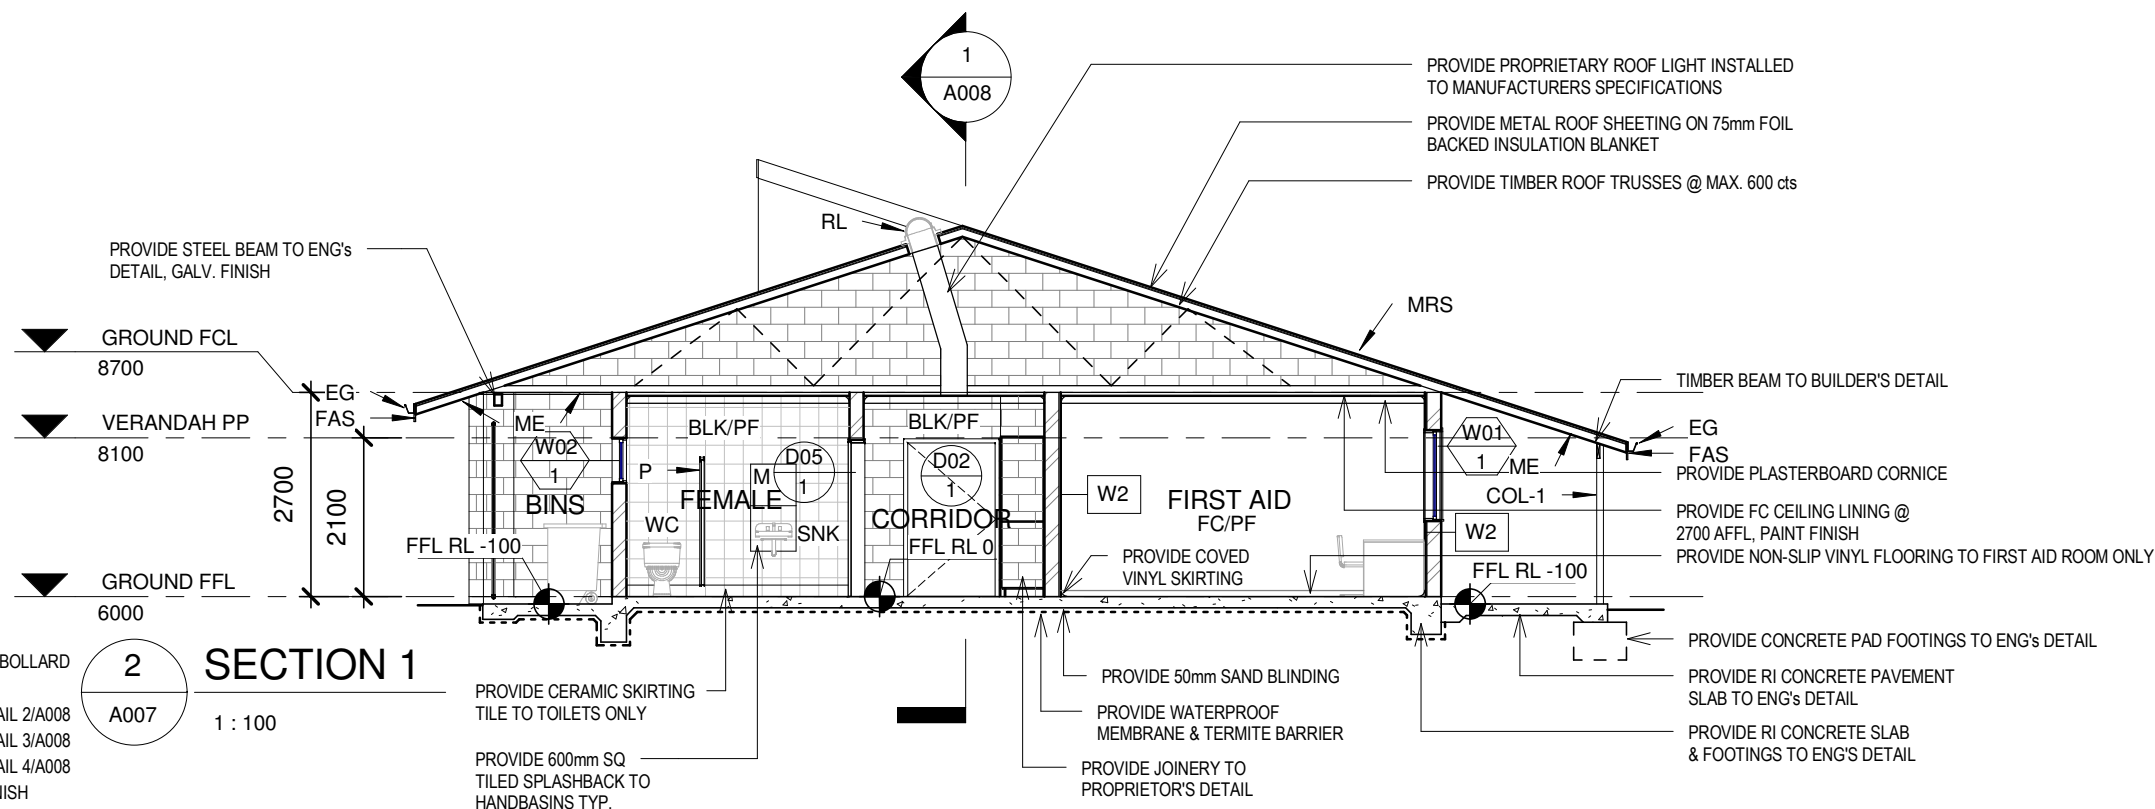 1
A008
PROVIDE PROPRIETARY ROOF LIGHT INSTALLED
TO MANUFACTURERS SPECIFICATIONS
PROVIDE METAL ROOF SHEETING ON 75mm FOIL
BACKED INSULATION BLANKET
PROVIDE TIMBER ROOF TRUSSES @ MAX. 600 cts
RL
PROVIDE STEEL BEAM TO ENG's
DETAIL, GALV. FINISH
MRS
GROUND FCL
8700
EG
FAS
VERANDAH PP
8100
2700
2100
GROUND FFL
6000
ME
W02
1
BINS
FFL RL -100
BLK/PF
P
M
D05
1
FEMALE
WC
SNK
BLK/PF
D02
1
CORRIDOR
FFL RL 0
W2
FIRST AID
FC/PF
PROVIDE COVED
VINYL SKIRTING
W01
1
ME
COL-1
W2
FFL RL -100
TIMBER BEAM TO BUILDER'S DETAIL
EG
FAS
PROVIDE PLASTERBOARD CORNICE
PROVIDE FC CEILING LINING @
2700 AFFL, PAINT FINISH
PROVIDE NON-SLIP VINYL FLOORING TO FIRST AID ROOM ONLY
PROVIDE CONCRETE PAD FOOTINGS TO ENG's DETAIL
PROVIDE RI CONCRETE PAVEMENT
SLAB TO ENG's DETAIL
PROVIDE RI CONCRETE SLAB
& FOOTINGS TO ENG'S DETAIL
BOLLARD
AIL 2/A008
AIL 3/A008
AIL 4/A008
NISH
2
A007
SECTION 1
1 : 100
PROVIDE CERAMIC SKIRTING
TILE TO TOILETS ONLY
PROVIDE 600mm SQ
TILED SPLASHBACK TO
HANDBASINS TYP.
PROVIDE 50mm SAND BLINDING
PROVIDE WATERPROOF
MEMBRANE & TERMITE BARRIER
PROVIDE JOINERY TO
PROPRIETOR'S DETAIL